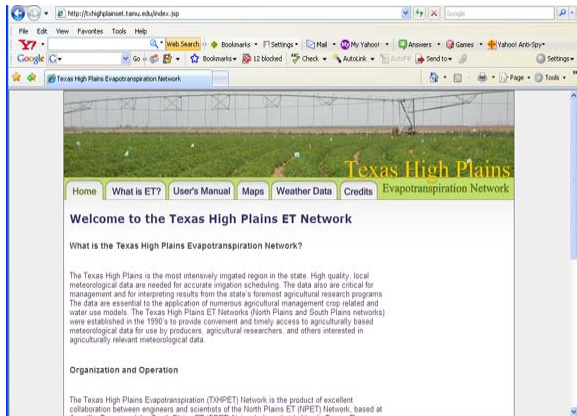 http://txhighplainset.tamu.edu/index.jsp
Google
File Edit View Favorites Tools Help
Y! Web Search Bookmarks Settings Mail My Yahoo! Answers Games Yahoo! Anti-Spy
Google G Go Bookmarks 12 blocked Check AutoLink AutoFill Send to Settings
Texas High Plains Evapotranspiration Network Page Tools
Texas High Plains
Evapotranspiration Network
Home What is ET? User's Manual Maps Weather Data Credits
Welcome to the Texas High Plains ET Network
What is the Texas High Plains Evapotranspiration Network?
The Texas High Plains is the most intensively irrigated region in the state. High quality, local
meteorological data are needed for accurate irrigation scheduling. The data also are critical for
management and for interpreting results from the state's foremost agricultural research programs
The data are essential to the application of numerous agricultural management crop related and
water use models. The Texas High Plains ET Networks (North Plains and South Plains networks)
were established in the 1990's to provide convenient and timely access to agriculturally based
meteorological data for use by producers, agricultural researchers, and others interested in
agriculturally relevant meteorological data.
Organization and Operation
The Texas High Plains Evapotranspiration (TXHPET) Network is the product of excellent
collaboration between engineers and scientists of the North Plains ET (NPET) Network, based at